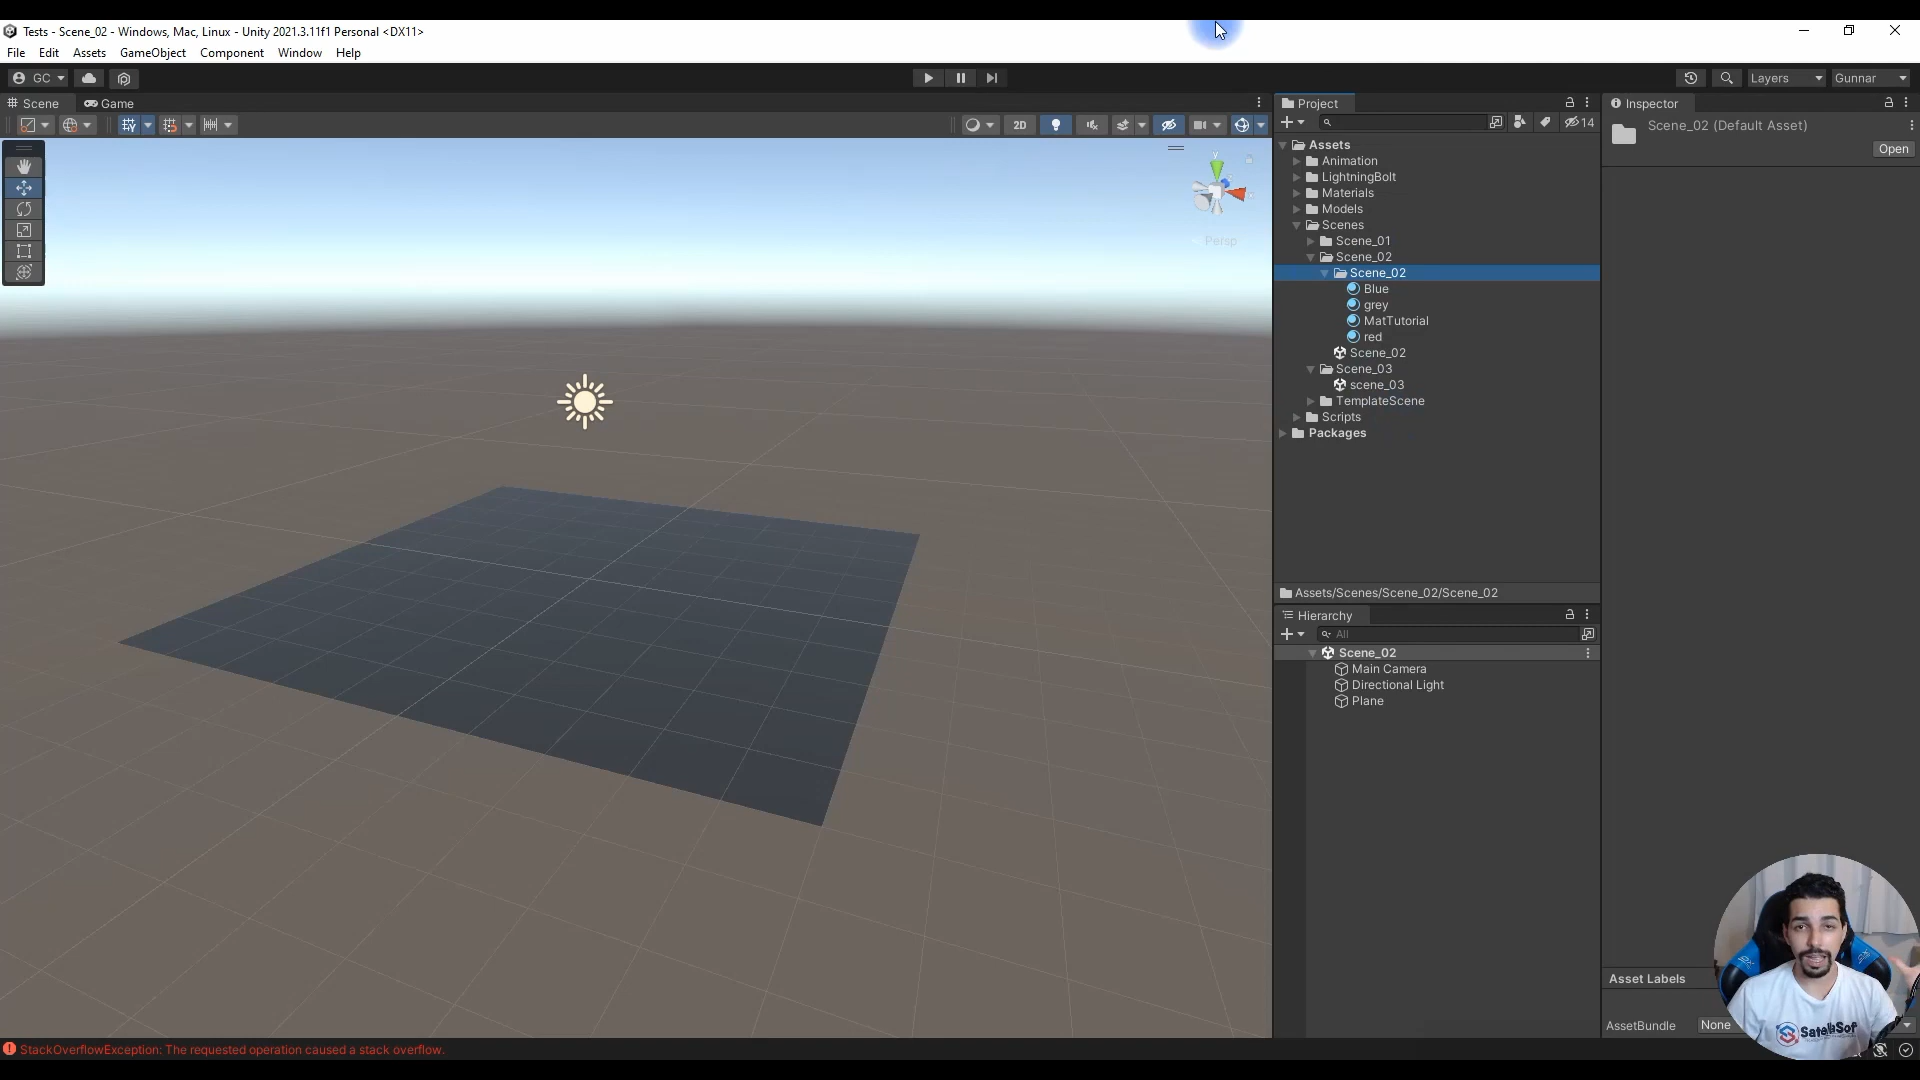 Tests - Scene_02 - Windows, Mac, Linux - Unity 2021.3.11f1 Personal <DX11>
File Edit Assets GameObject Component Window Help
GC
Layers
Gunnar
Scene
Game
2D
y
Persp
Project
14
Assets
Animation
LightningBolt
Materials
Models
Scenes
Scene_01
Scene_02
Scene_02
Blue
grey
MatTutorial
red
Scene_02
Scene_03
scene_03
TemplateScene
Scripts
Packages
Assets/Scenes/Scene_02/Scene_02
Hierarchy
All
Scene_02
Main Camera
Directional Light
Plane
Inspector
Scene_02 (Default Asset)
Open
Asset Labels
AssetBundle
None
StackOverflowException: The requested operation caused a stack overflow.